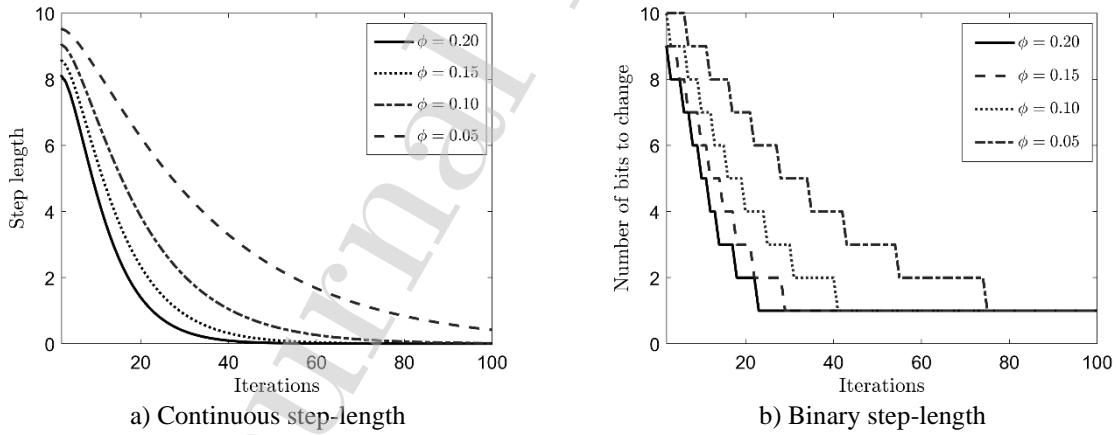 10
8
6
4
2
0
Step length
20 40 60 80 100
Iterations
ϕ = 0.20
ϕ = 0.15
ϕ = 0.10
ϕ = 0.05
a) Continuous step-length
10
8
6
4
2
0
Number of bits to change
20 40 60 80 100
Iterations
ϕ = 0.20
ϕ = 0.15
ϕ = 0.10
ϕ = 0.05
b) Binary step-length
urnal